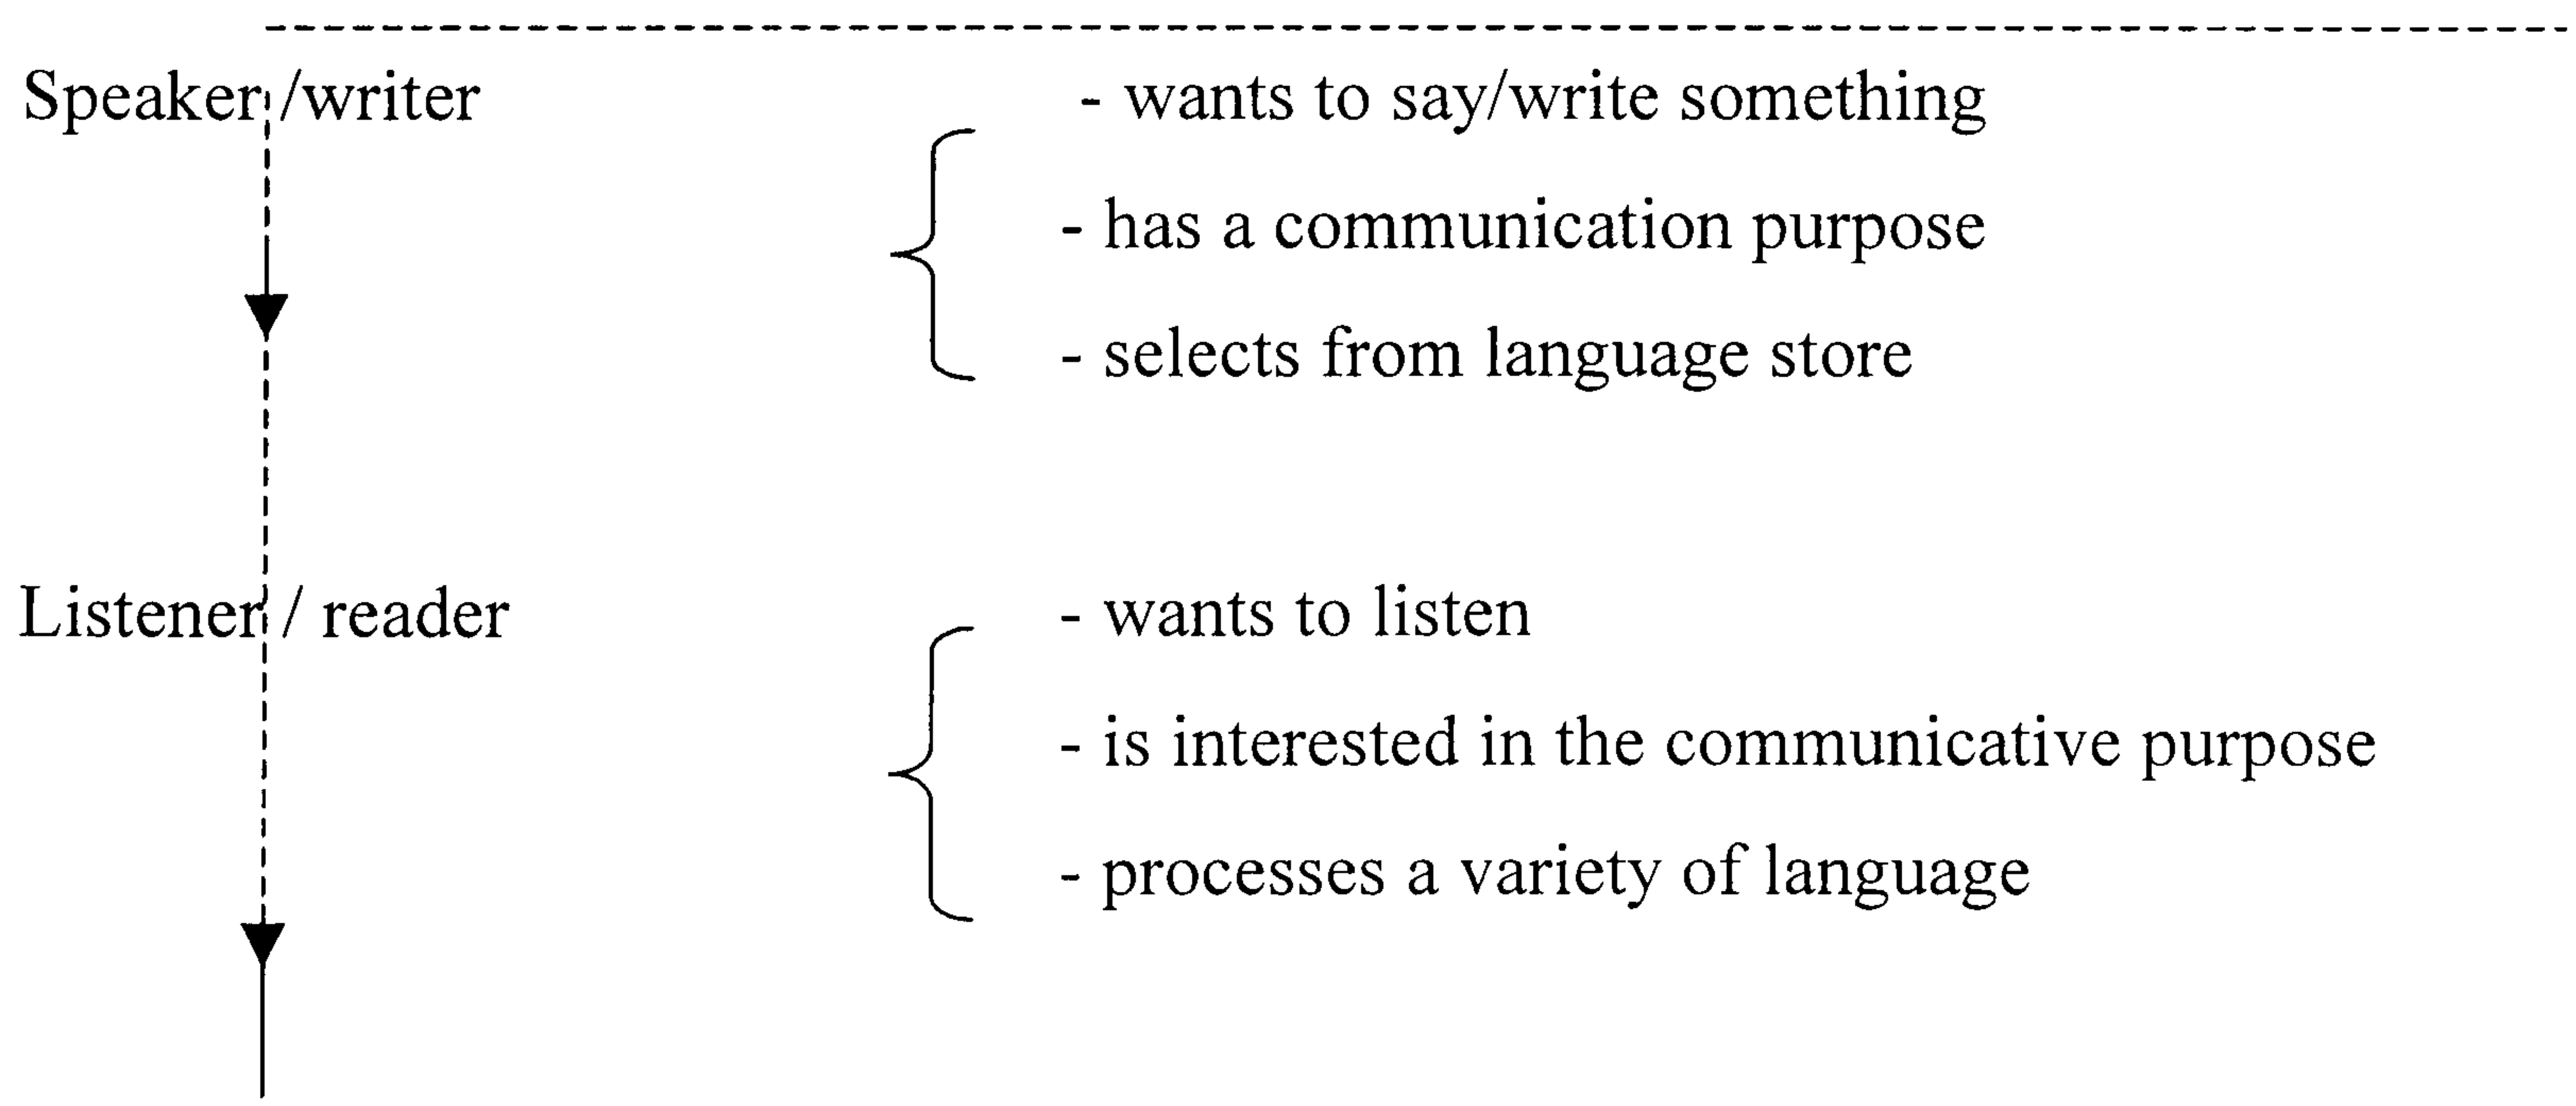 Speaker /writer - wants to say/write something
- has a communication purpose
- selects from language store
Listener / reader - wants to listen
- is interested in the communicative purpose
- processes a variety of language